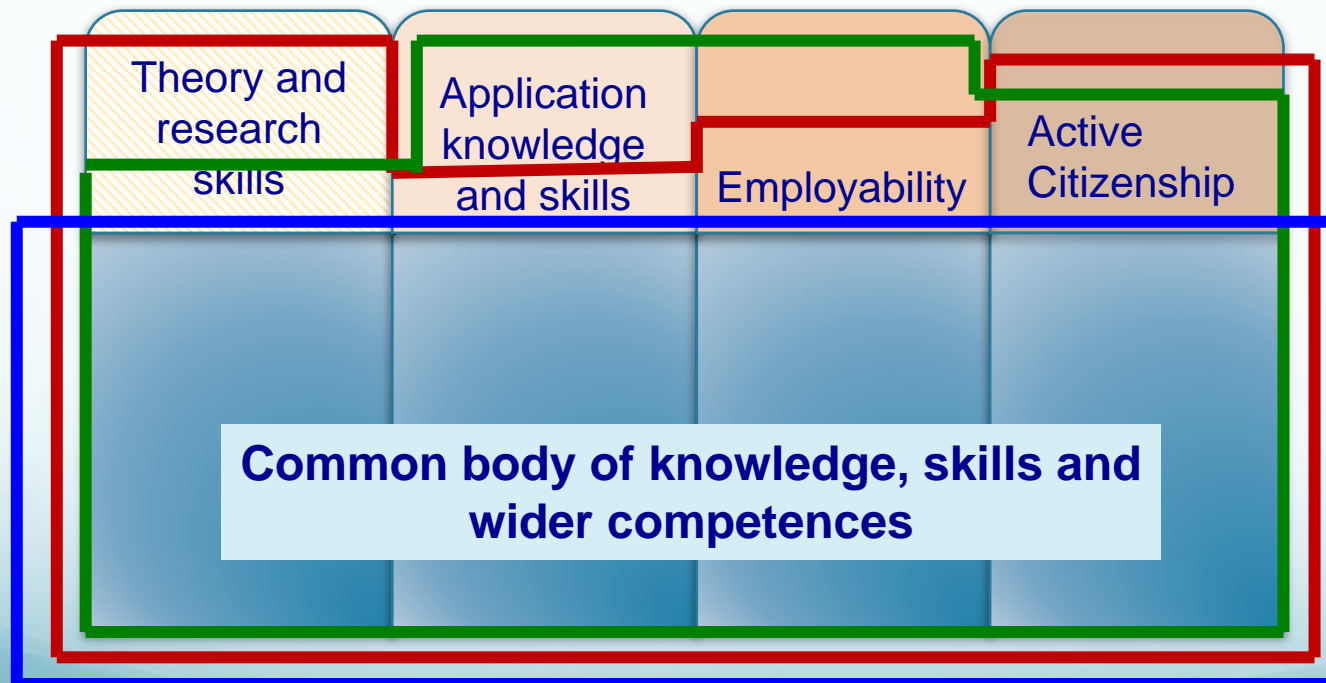 Theory and
research
skills
Application
knowledge
and skills
Employability
Active
Citizenship
Common body of knowledge, skills and
wider competences